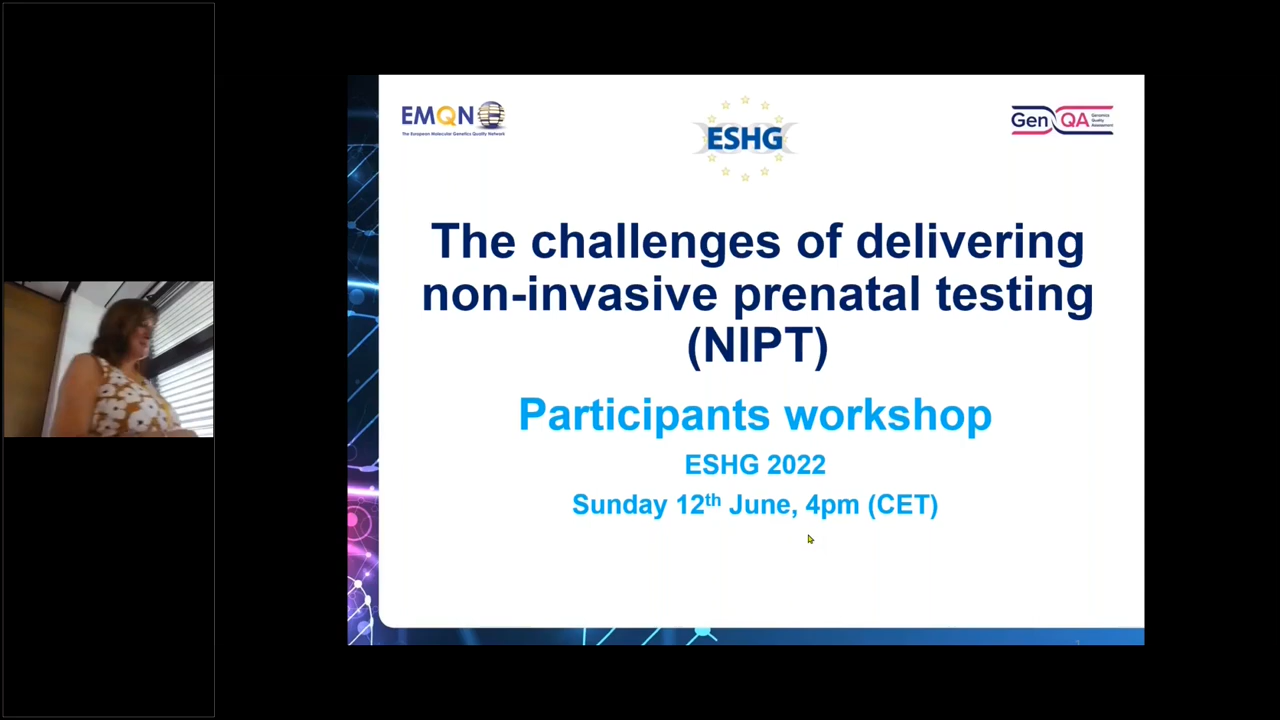 EMQN
The European Molecular Genetics Quality Network
ESHG
GenQA
Genomics
Quality
Assessment
The challenges of delivering
non-invasive prenatal testing
(NIPT)
Participants workshop
ESHG 2022
Sunday 12th June, 4pm (CET)